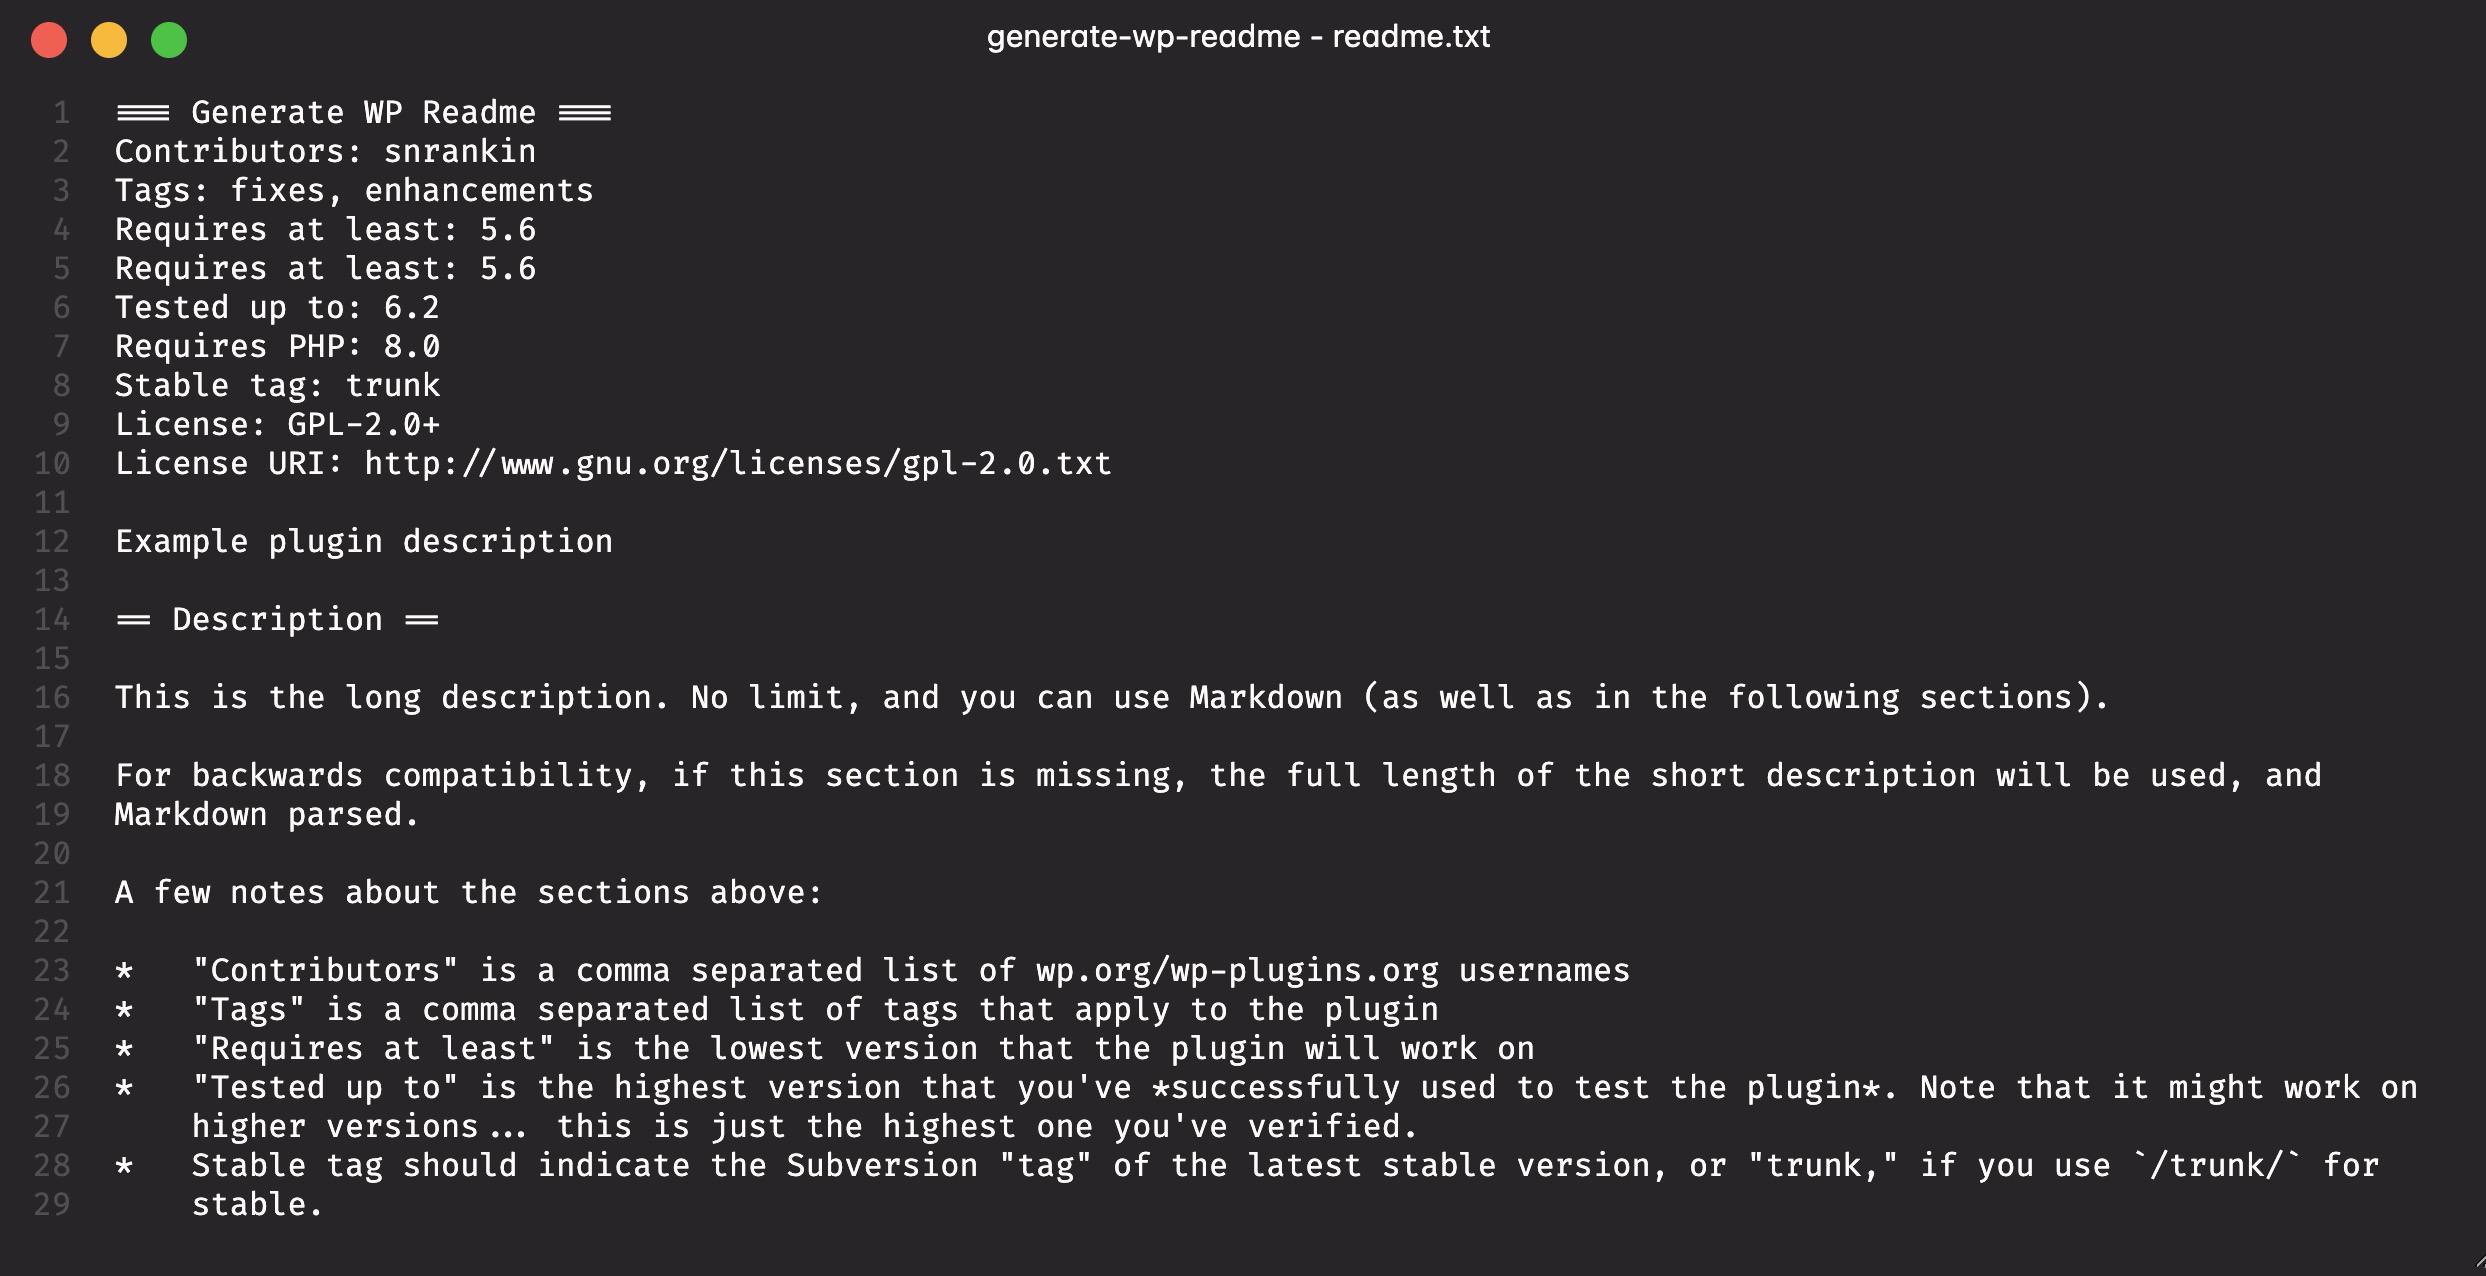 generate-wp-readme - readme.txt
1 === Generate WP Readme ===
2 Contributors: snrankin
3 Tags: fixes, enhancements
4 Requires at least: 5.6
5 Requires at least: 5.6
6 Tested up to: 6.2
7 Requires PHP: 8.0
8 Stable tag: trunk
9 License: GPL-2.0+
10 License URI: http://www.gnu.org/licenses/gpl-2.0.txt
11
12 Example plugin description
13
14 == Description ==
15
16 This is the long description. No limit, and you can use Markdown (as well as in the following sections).
17
18 For backwards compatibility, if this section is missing, the full length of the short description will be used, and
19 Markdown parsed.
20
21 A few notes about the sections above:
22
23 *   "Contributors" is a comma separated list of wp.org/wp-plugins.org usernames
24 *   "Tags" is a comma separated list of tags that apply to the plugin
25 *   "Requires at least" is the lowest version that the plugin will work on
26 *   "Tested up to" is the highest version that you've *successfully used to test the plugin*. Note that it might work on
27     higher versions... this is just the highest one you've verified.
28 *   Stable tag should indicate the Subversion "tag" of the latest stable version, or "trunk," if you use `/trunk/` for
29     stable.